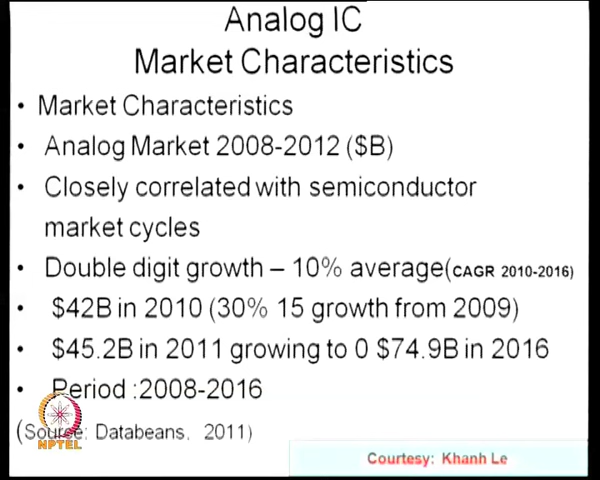 Analog IC
Market Characteristics
• Market Characteristics
• Analog Market 2008-2012 ($B)
• Closely correlated with semiconductor
market cycles
• Double digit growth – 10% average(CAGR 2010-2016)
• $42B in 2010 (30% 15 growth from 2009)
• $45.2B in 2011 growing to 0 $74.9B in 2016
• Period :2008-2016
(Source: Databeans. 2011)
NPTEL
Courtesy: Khanh Le